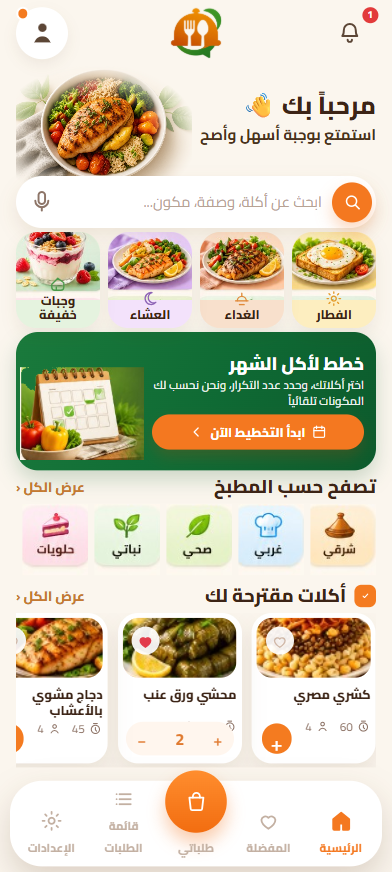 1
مرحباً بك 👋
استمتع بوجبة أسهل وأصح
ابحث عن أكلة، وصفة، مكون...
الفطار
الغداء
العشاء
وجبات
خفيفة
خطط لأكل الشهر
اختر أكلاتك، وحدد عدد التكرار، ونحن نحسب لك
المكونات تلقائياً
ابدأ التخطيط الآن
تصفح حسب المطبخ
عرض الكل ‹
شرقي
غربي
صحي
نباتي
حلويات
أكلات مقترحة لك
عرض الكل ‹
كشري مصري
60
4
+
محشي ورق عنب
+ 2 −
دجاج مشوي
بالأعشاب
45
4
الرئيسية
المفضلة
طلباتي
قائمة
الطلبات
الإعدادات